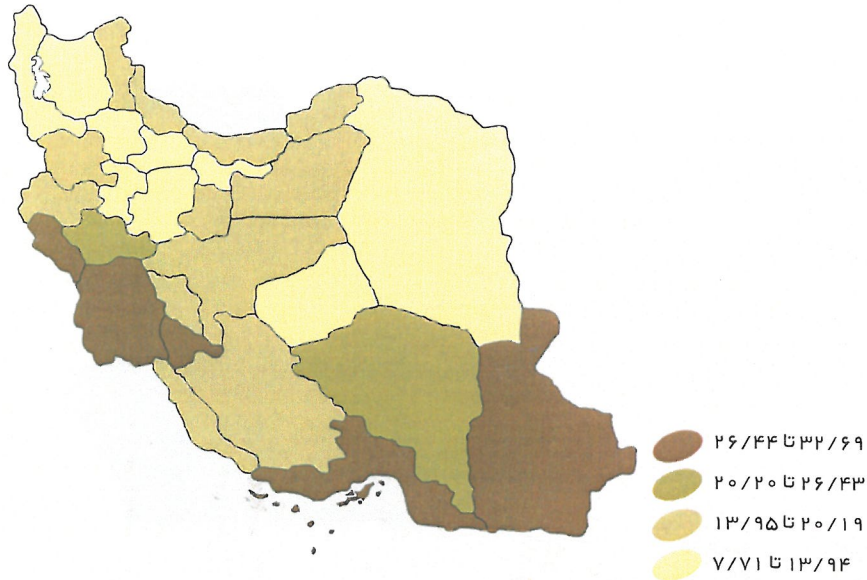 ۲۶/۴۴ تا ۳۲/۶۹
۲۰/۲۰ تا ۲۶/۴۳
۱۳/۹۵ تا ۲۰/۱۹
۷/۷۱ تا ۱۳/۹۴